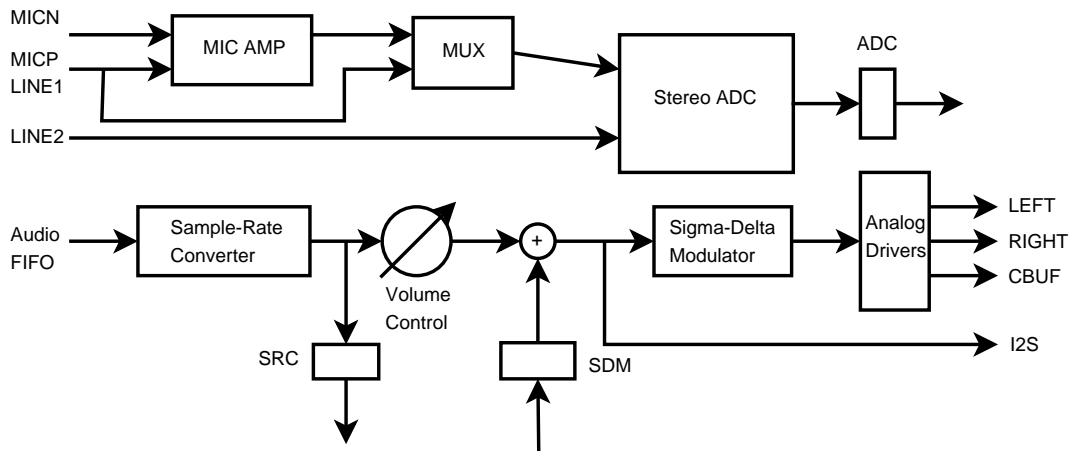 MICN
MICP
LINE1
MIC AMP
MUX
Stereo ADC
ADC
LINE2
Audio
FIFO
Sample-Rate
Converter
Volume
Control
+
Sigma-Delta
Modulator
Analog
Drivers
LEFT
RIGHT
CBUF
SRC
SDM
I2S